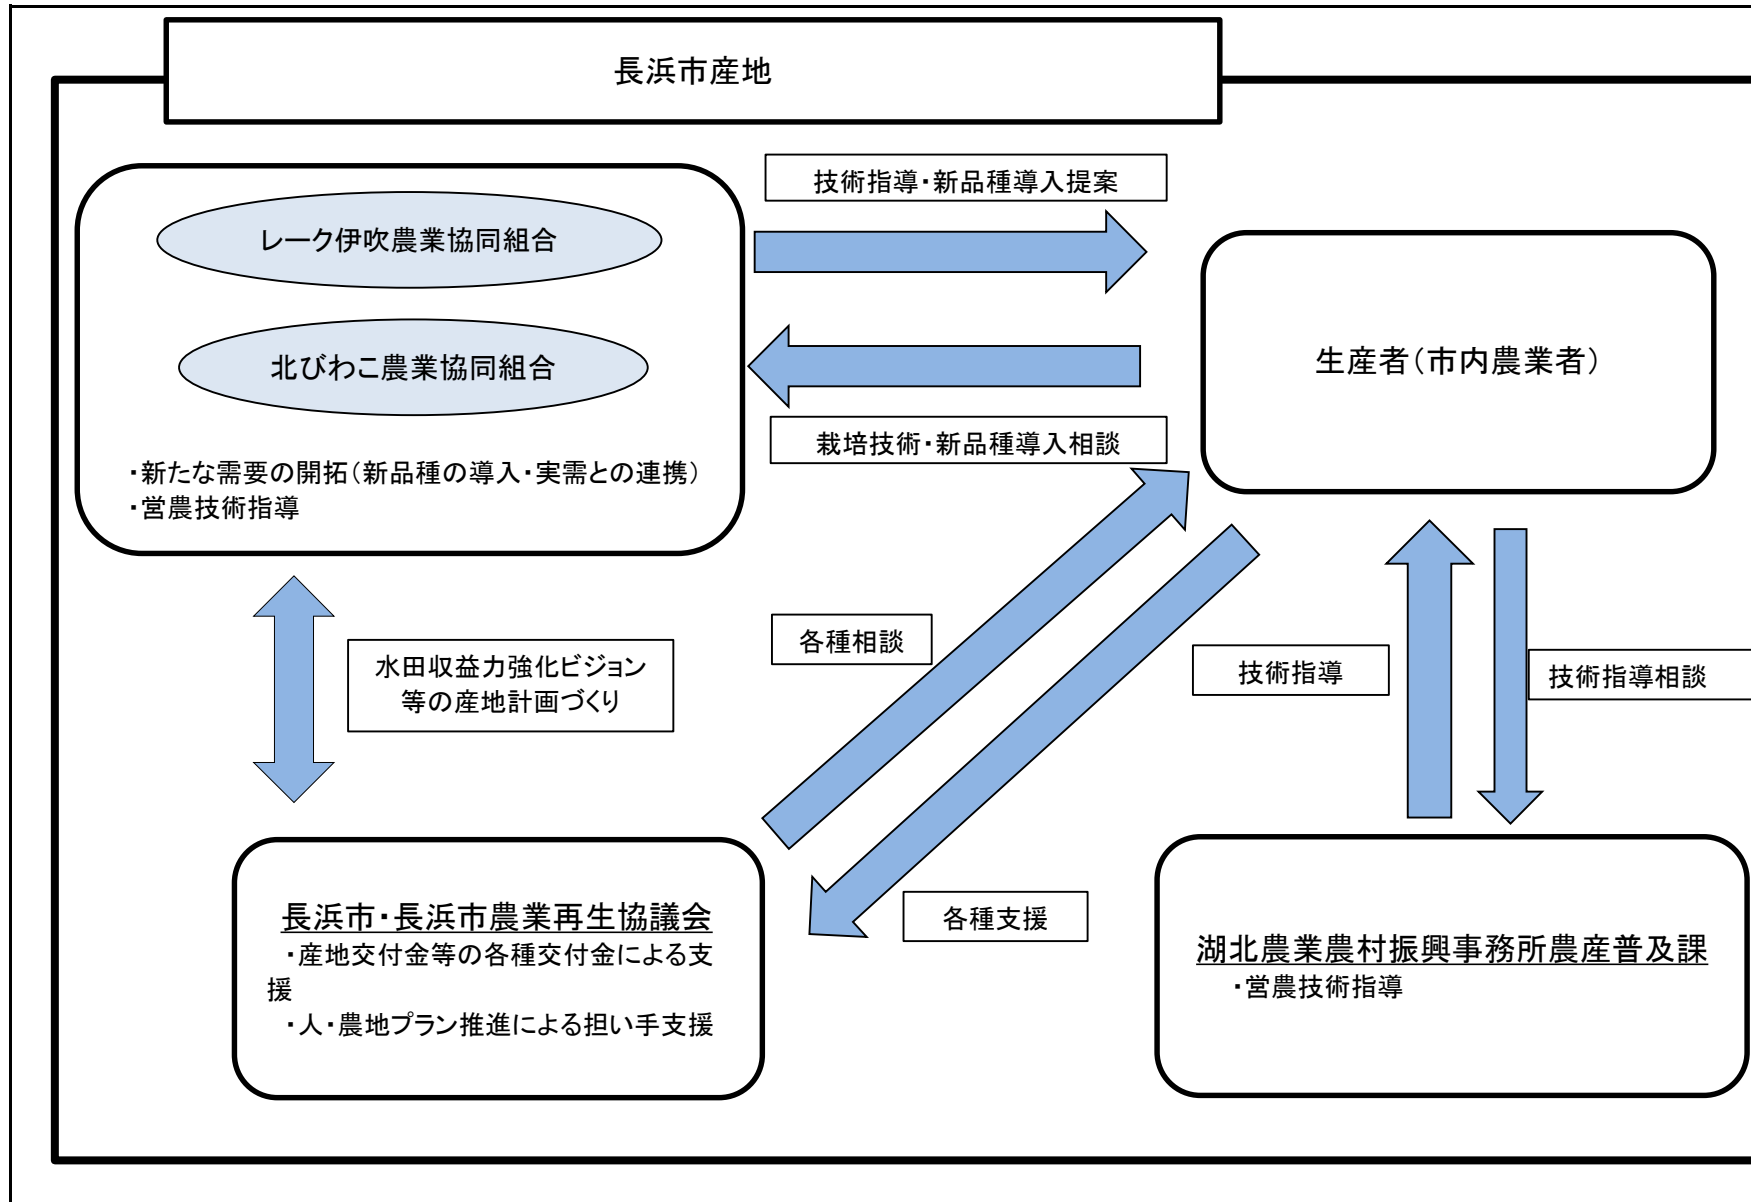 長浜市産地
技術指導・新品種導入提案
レーク伊吹農業協同組合
北びわこ農業協同組合
・新たな需要の開拓（新品種の導入・実需との連携）
・営農技術指導
生産者（市内農業者）
栽培技術・新品種導入相談
水田収益力強化ビジョン
等の産地計画づくり
各種相談
技術指導
技術指導相談
各種支援
長浜市・長浜市農業再生協議会
・産地交付金等の各種交付金による支
援
・人・農地プラン推進による担い手支援
湖北農業農村振興事務所農産普及課
・営農技術指導